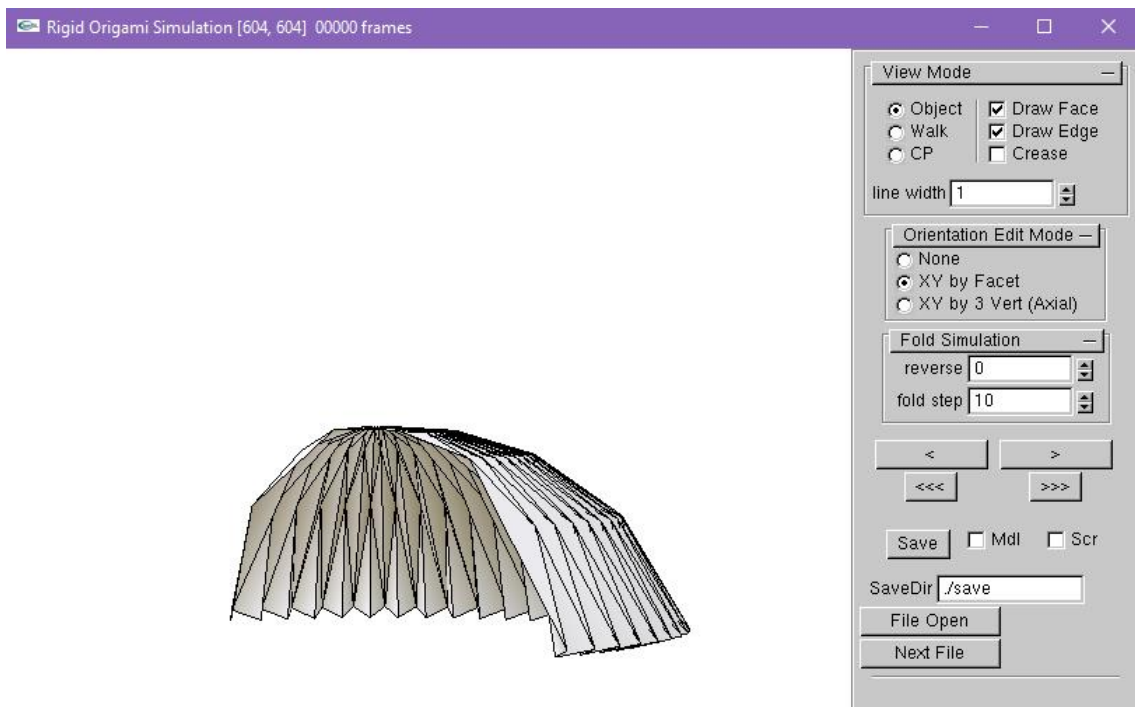 Rigid Origami Simulation [604, 604] 00000 frames
View Mode
Object
Walk
CP
Draw Face
Draw Edge
Crease
line width 1
Orientation Edit Mode
None
XY by Facet
XY by 3 Vert (Axial)
Fold Simulation
reverse 0
fold step 10
< >
<<< >>>
Save Mdl Scr
SaveDir ./save
File Open
Next File